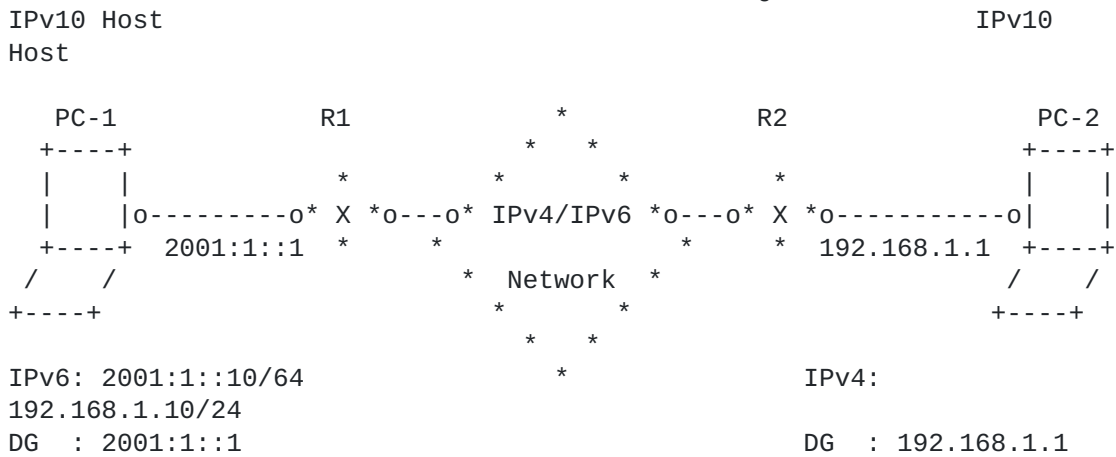 IPv10 Host                                                 IPv10
Host

   PC-1             R1              *            R2                PC-2
  +----+                          *   *                           +----+
  |    |             *         *       *         *                |    |
  |    |o---------o* X *o---o* IPv4/IPv6 *o---o* X *o-----------o|    |
  +----+  2001:1::1  *     *               *     *  192.168.1.1  +----+
 /    /                      *  Network  *                       /    /
+----+                         *       *                        +----+
                                 *   *
IPv6: 2001:1::10/64                *               IPv4:
192.168.1.10/24
DG  : 2001:1::1                                    DG  : 192.168.1.1